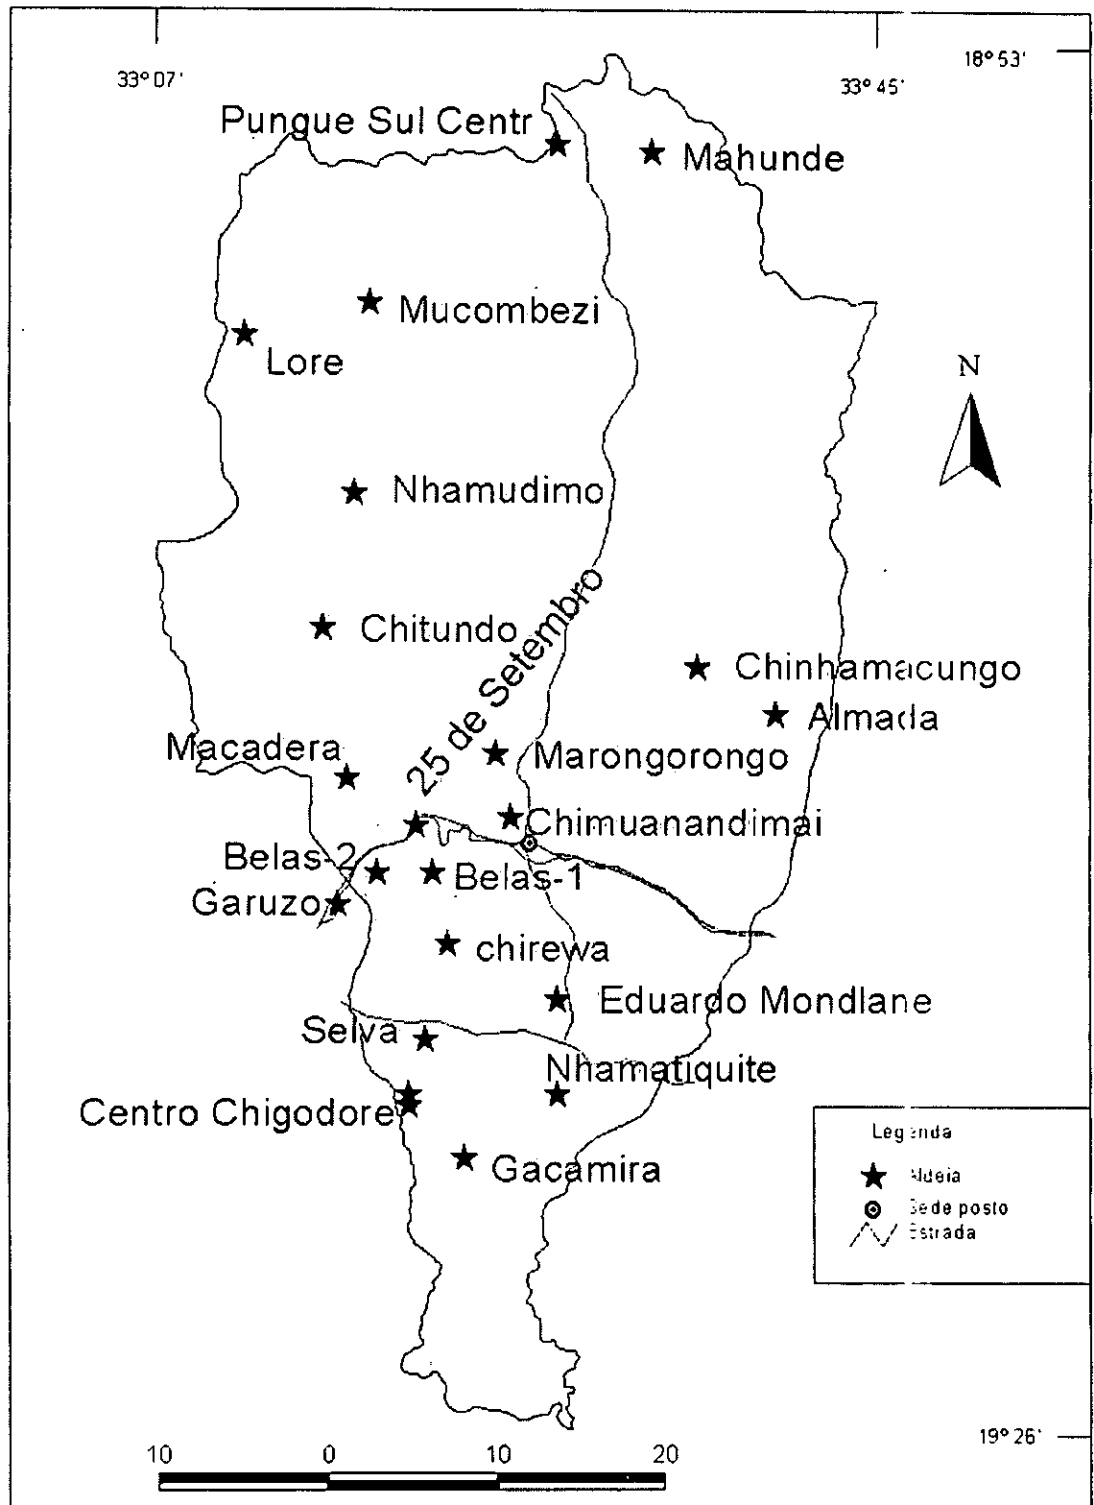 33° 07'
33° 45'
18° 53'
Pungue Sul Centr
Mahunde
Mucombezi
Lore
N
Nhamudimo
25 de Setembro
Chitundo
Chinhamacungo
Almada
Macadera
Marongorongo
Chimuanandimai
Belas-2
Belas-1
Garuzo
chirewa
Eduardo Mondlane
Selva
Nhamatiquite
Centro Chigodore
Gacamira
Legenda
Aldeia
Sede posto
Estrada
19° 26'
10 0 10 20